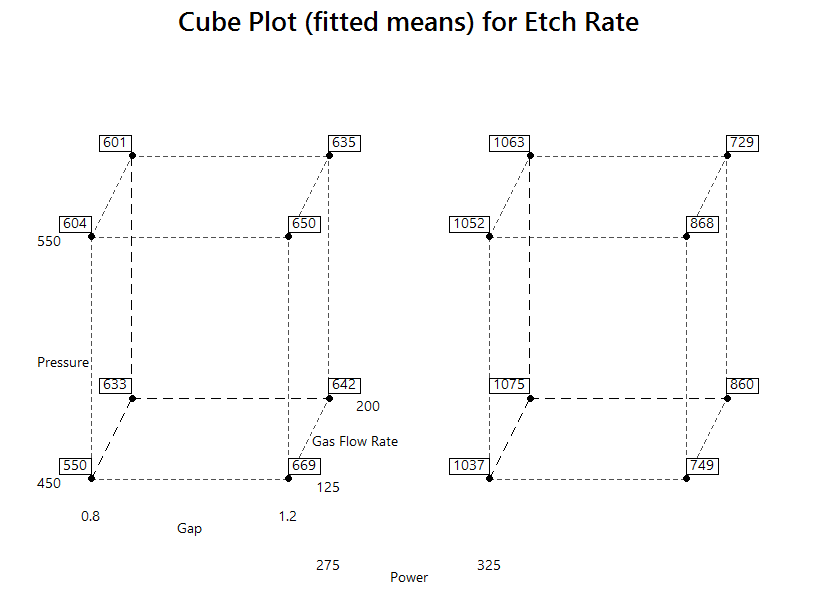 Cube Plot (fitted means) for Etch Rate
601 635 1063 729
604 650 1052 868
550
Pressure
633 642 1075 860
200
Gas Flow Rate
550 669 1037 749
450
125
0.8 1.2
Gap
275 325
Power